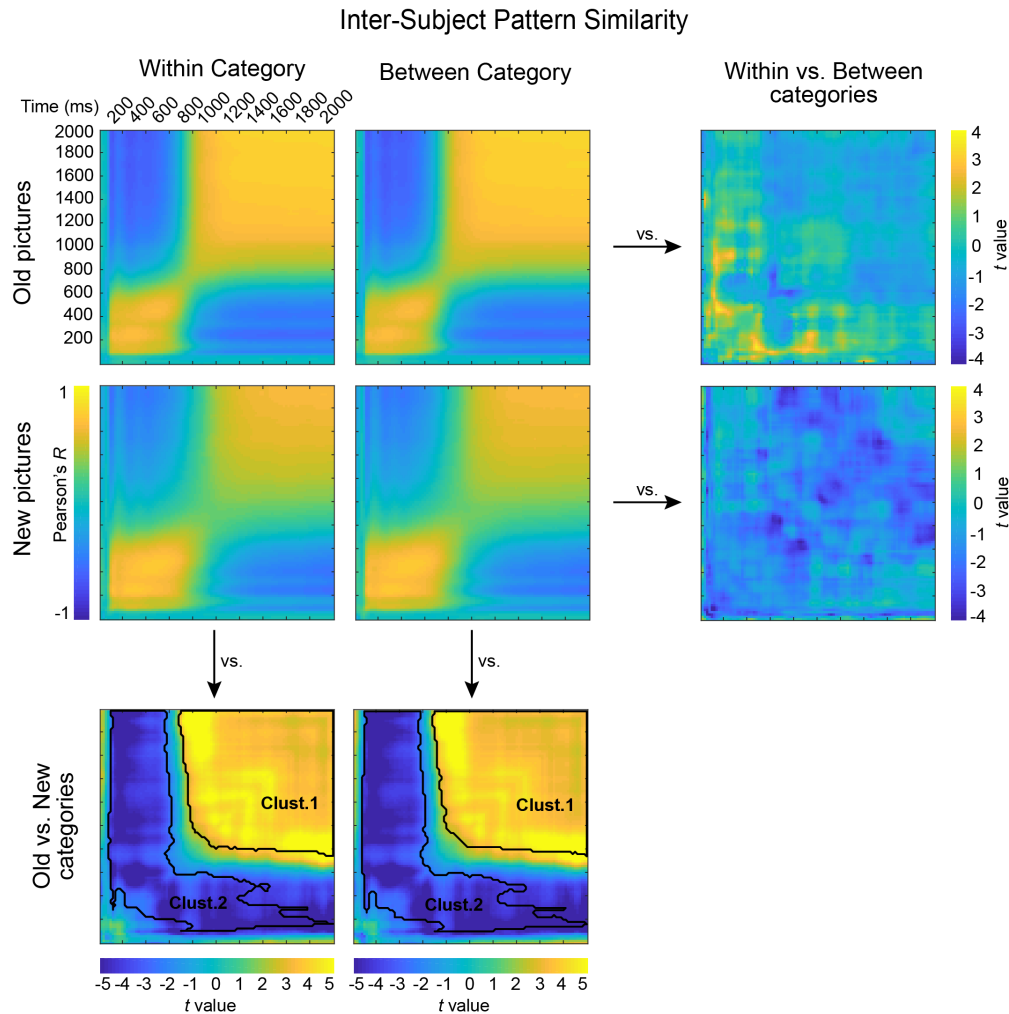 Inter-Subject Pattern Similarity
Within Category
Between Category
Within vs. Between
categories
Time (ms)
200 400 600 800 1000 1200 1400 1600 1800 2000
Old pictures
2000
1800
1600
1400
1200
1000
800
600
400
200
vs.
4
3
2
1
0
-1
-2
-3
-4
t value
New pictures
Pearson's R
1
-1
vs.
4
3
2
1
0
-1
-2
-3
-4
t value
vs.
vs.
Old vs. New
categories
Clust.1
Clust.2
Clust.1
Clust.2
-5 -4 -3 -2 -1 0 1 2 3 4 5
t value
-5 -4 -3 -2 -1 0 1 2 3 4 5
t value